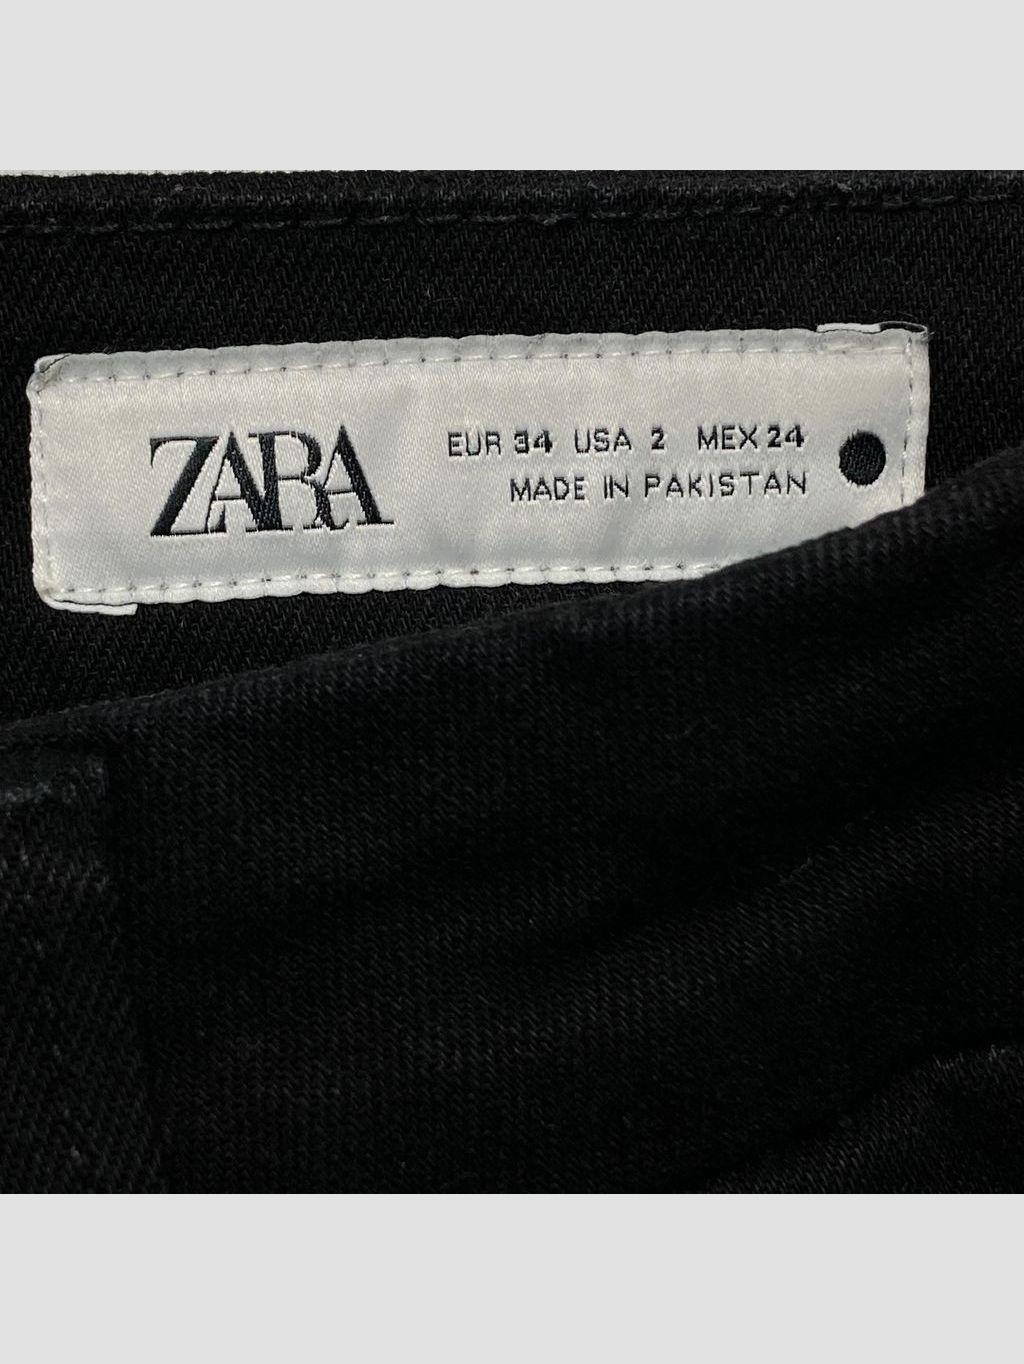 ZARA
EUR 34 USA 2 MEX 24
MADE IN PAKISTAN